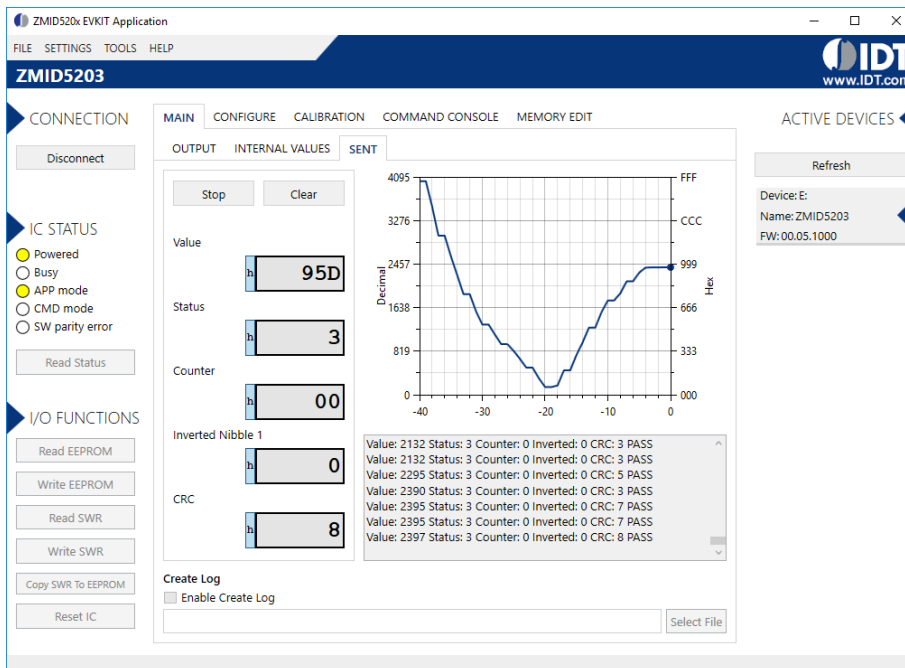 ZMID520x EVKIT Application
FILE SETTINGS TOOLS HELP
ZMID5203
IDT
www.IDT.com
CONNECTION
Disconnect
IC STATUS
Powered
Busy
APP mode
CMD mode
SW parity error
Read Status
I/O FUNCTIONS
Read EEPROM
Write EEPROM
Read SWR
Write SWR
Copy SWR To EEPROM
Reset IC
MAIN CONFIGURE CALIBRATION COMMAND CONSOLE MEMORY EDIT
OUTPUT INTERNAL VALUES SENT
Stop Clear
Value
h 95D
Status
h 3
Counter
h 00
Inverted Nibble 1
h 0
CRC
h 8
4095 FFF
3276 CCC
2457 999
Decimal Hex
1638 666
819 333
0 000
-40 -30 -20 -10 0
Value: 2132 Status: 3 Counter: 0 Inverted: 0 CRC: 3 PASS
Value: 2132 Status: 3 Counter: 0 Inverted: 0 CRC: 3 PASS
Value: 2295 Status: 3 Counter: 0 Inverted: 0 CRC: 5 PASS
Value: 2390 Status: 3 Counter: 0 Inverted: 0 CRC: 3 PASS
Value: 2395 Status: 3 Counter: 0 Inverted: 0 CRC: 7 PASS
Value: 2395 Status: 3 Counter: 0 Inverted: 0 CRC: 7 PASS
Value: 2397 Status: 3 Counter: 0 Inverted: 0 CRC: 8 PASS
Create Log
Enable Create Log
Select File
ACTIVE DEVICES
Refresh
Device: E:
Name: ZMID5203
FW: 00.05.1000